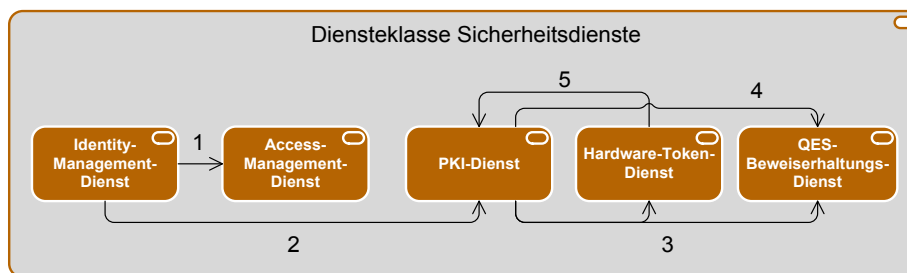 Diensteklasse Sicherheitsdienste
5
4
1
Identity-
Management-
Dienst
Access-
Management-
Dienst
PKI-Dienst
Hardware-Token-
Dienst
QES-
Beweiserhaltungs-
Dienst
2
3